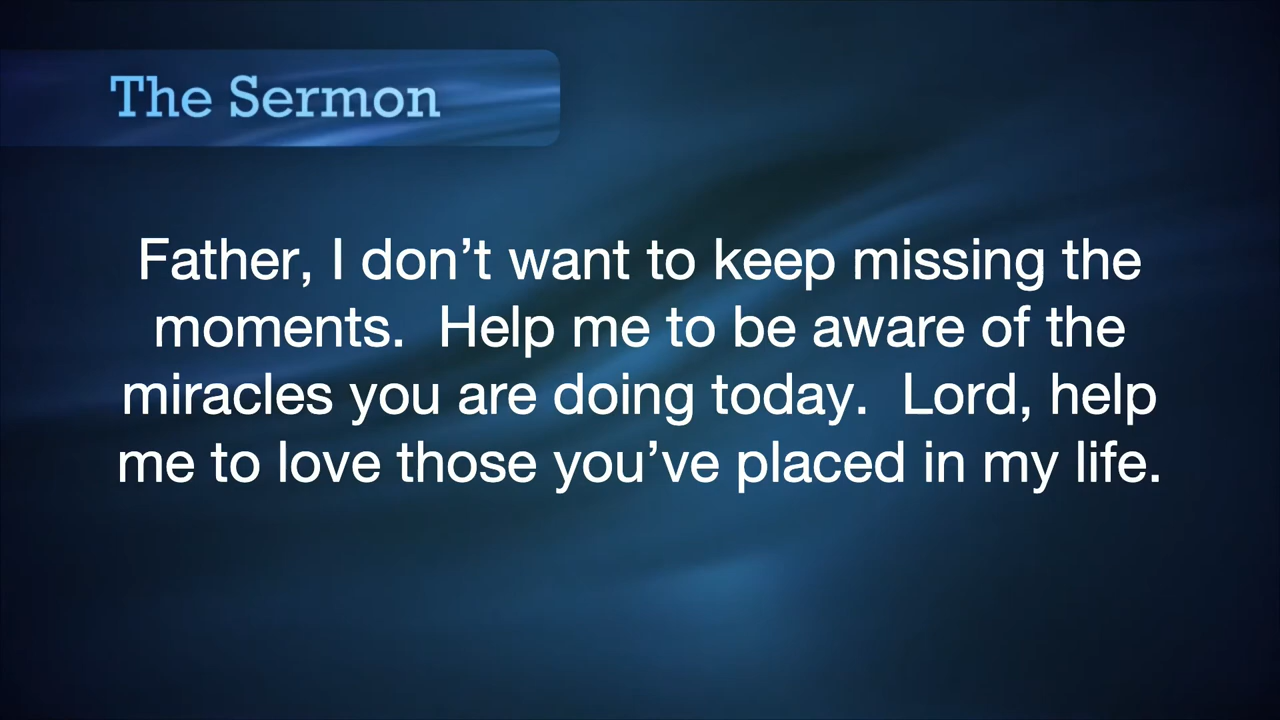 The Sermon
Father, I don’t want to keep missing the
moments.  Help me to be aware of the
miracles you are doing today.  Lord, help
me to love those you’ve placed in my life.